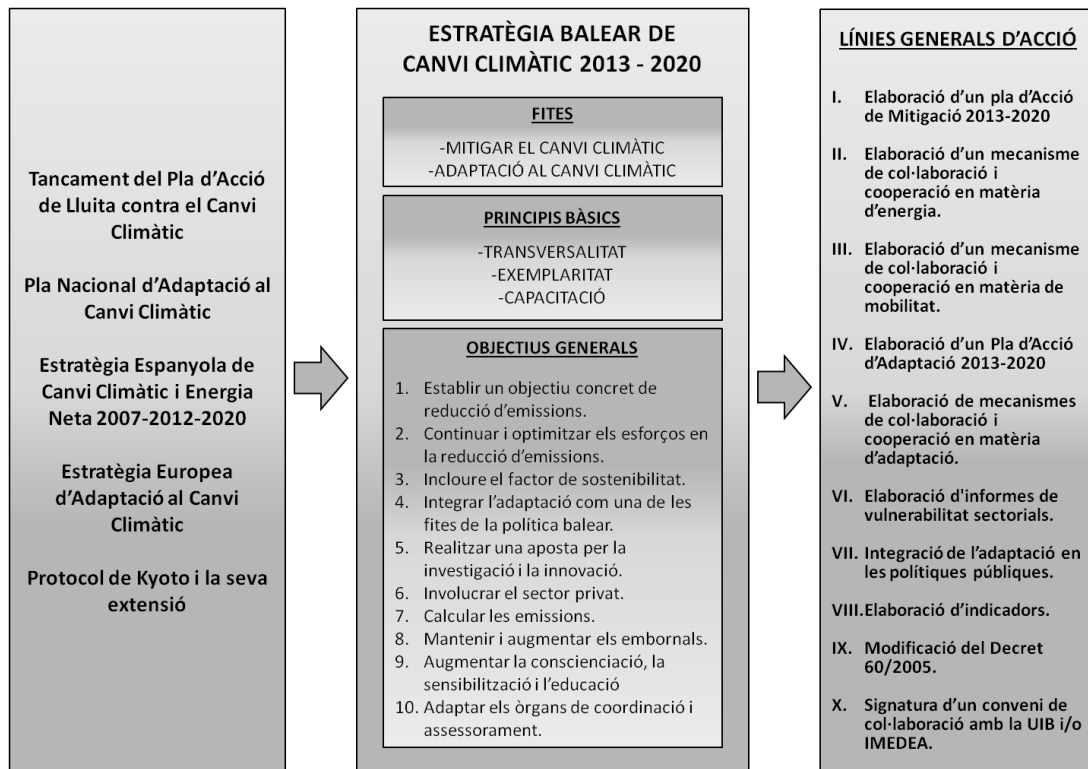 Tancament del Pla d'Acció
de Lluita contra el Canvi
Climàtic
Pla Nacional d'Adaptació al
Canvi Climàtic
Estratègia Espanyola de
Canvi Climàtic i Energia
Neta 2007-2012-2020
Estratègia Europea
d'Adaptació al Canvi
Climàtic
Protocol de Kyoto i la seva
extensió
ESTRATÈGIA BALEAR DE
CANVI CLIMÀTIC 2013 - 2020
FITES
-MITIGAR EL CANVI CLIMÀTIC
-ADAPTACIÓ AL CANVI CLIMÀTIC
PRINCIPIS BÀSICS
-TRANSVERSALITAT
-EXEMPLARITAT
-CAPACITACIÓ
OBJECTIUS GENERALS
1. Establir un objectiu concret de
reducció d'emissions.
2. Continuar i optimitzar els esforços en
la reducció d'emissions.
3. Incloure el factor de sostenibilitat.
4. Integrar l'adaptació com una de les
fites de la política balear.
5. Realitzar una aposta per la
investigació i la innovació.
6. Involucrar el sector privat.
7. Calcular les emissions.
8. Mantenir i augmentar els embornals.
9. Augmentar la conscienciació, la
sensibilització i l'educació
10. Adaptar els òrgans de coordinació i
assessorament.
LÍNIES GENERALS D'ACCIÓ
I. Elaboració d'un pla d'Acció
de Mitigació 2013-2020
II. Elaboració d'un mecanisme
de col·laboració i
cooperació en matèria
d'energia.
III. Elaboració d'un mecanisme
de col·laboració i
cooperació en matèria de
mobilitat.
IV. Elaboració d'un Pla d'Acció
d'Adaptació 2013-2020
V. Elaboració de mecanismes
de col·laboració i
cooperació en matèria
d'adaptació.
VI. Elaboració d'informes de
vulnerabilitat sectorials.
VII. Integració de l'adaptació en
les polítiques públiques.
VIII.Elaboració d'indicadors.
IX. Modificació del Decret
60/2005.
X. Signatura d'un conveni de
col·laboració amb la UIB i/o
IMEDEA.